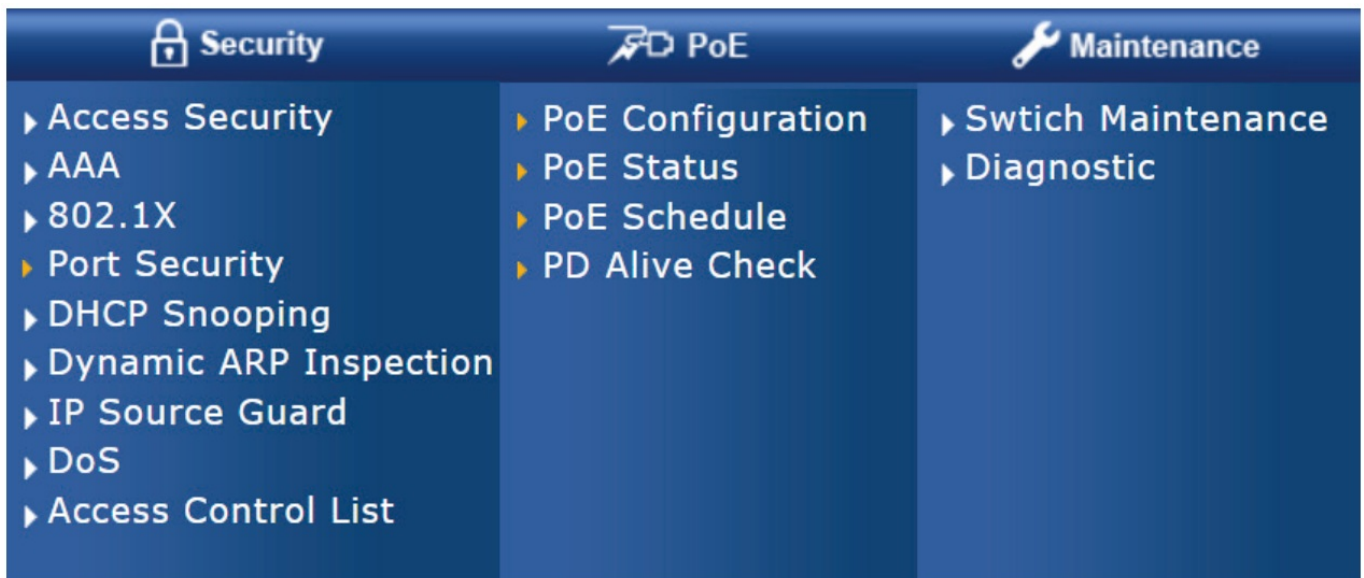 Security
Access Security
AAA
802.1X
Port Security
DHCP Snooping
Dynamic ARP Inspection
IP Source Guard
DoS
Access Control List
PoE
PoE Configuration
PoE Status
PoE Schedule
PD Alive Check
Maintenance
Swtich Maintenance
Diagnostic